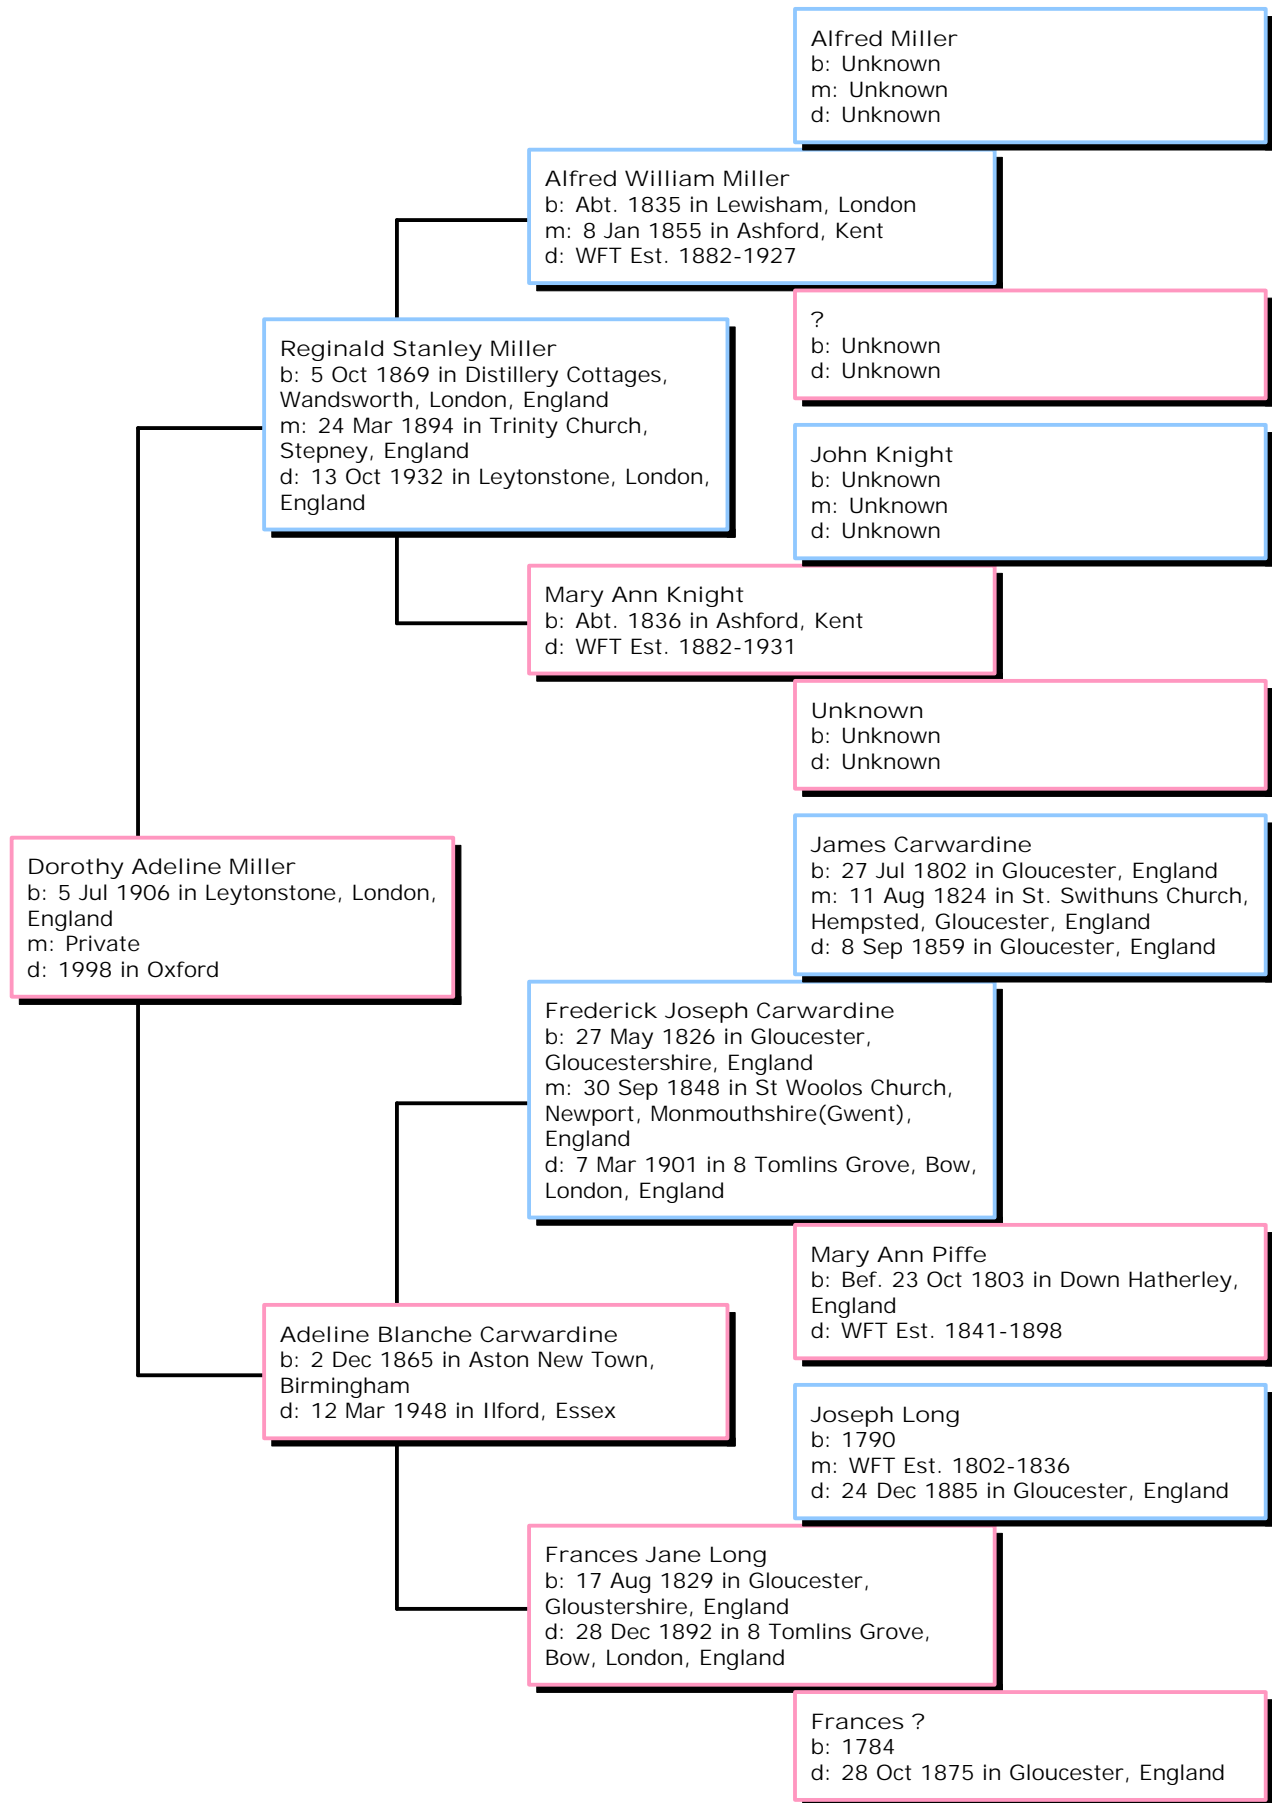 Alfred Miller
b: Unknown
m: Unknown
d: Unknown
Alfred William Miller
b: Abt. 1835 in Lewisham, London
m: 8 Jan 1855 in Ashford, Kent
d: WFT Est. 1882-1927
?
b: Unknown
d: Unknown
Reginald Stanley Miller
b: 5 Oct 1869 in Distillery Cottages,
Wandsworth, London, England
m: 24 Mar 1894 in Trinity Church,
Stepney, England
d: 13 Oct 1932 in Leytonstone, London,
England
John Knight
b: Unknown
m: Unknown
d: Unknown
Mary Ann Knight
b: Abt. 1836 in Ashford, Kent
d: WFT Est. 1882-1931
Unknown
b: Unknown
d: Unknown
Dorothy Adeline Miller
b: 5 Jul 1906 in Leytonstone, London,
England
m: Private
d: 1998 in Oxford
James Carwardine
b: 27 Jul 1802 in Gloucester, England
m: 11 Aug 1824 in St. Swithuns Church,
Hempsted, Gloucester, England
d: 8 Sep 1859 in Gloucester, England
Frederick Joseph Carwardine
b: 27 May 1826 in Gloucester,
Gloucestershire, England
m: 30 Sep 1848 in St Woolos Church,
Newport, Monmouthshire(Gwent),
England
d: 7 Mar 1901 in 8 Tomlins Grove, Bow,
London, England
Mary Ann Piffe
b: Bef. 23 Oct 1803 in Down Hatherley,
England
d: WFT Est. 1841-1898
Adeline Blanche Carwardine
b: 2 Dec 1865 in Aston New Town,
Birmingham
d: 12 Mar 1948 in Ilford, Essex
Joseph Long
b: 1790
m: WFT Est. 1802-1836
d: 24 Dec 1885 in Gloucester, England
Frances Jane Long
b: 17 Aug 1829 in Gloucester,
Gloustershire, England
d: 28 Dec 1892 in 8 Tomlins Grove,
Bow, London, England
Frances ?
b: 1784
d: 28 Oct 1875 in Gloucester, England